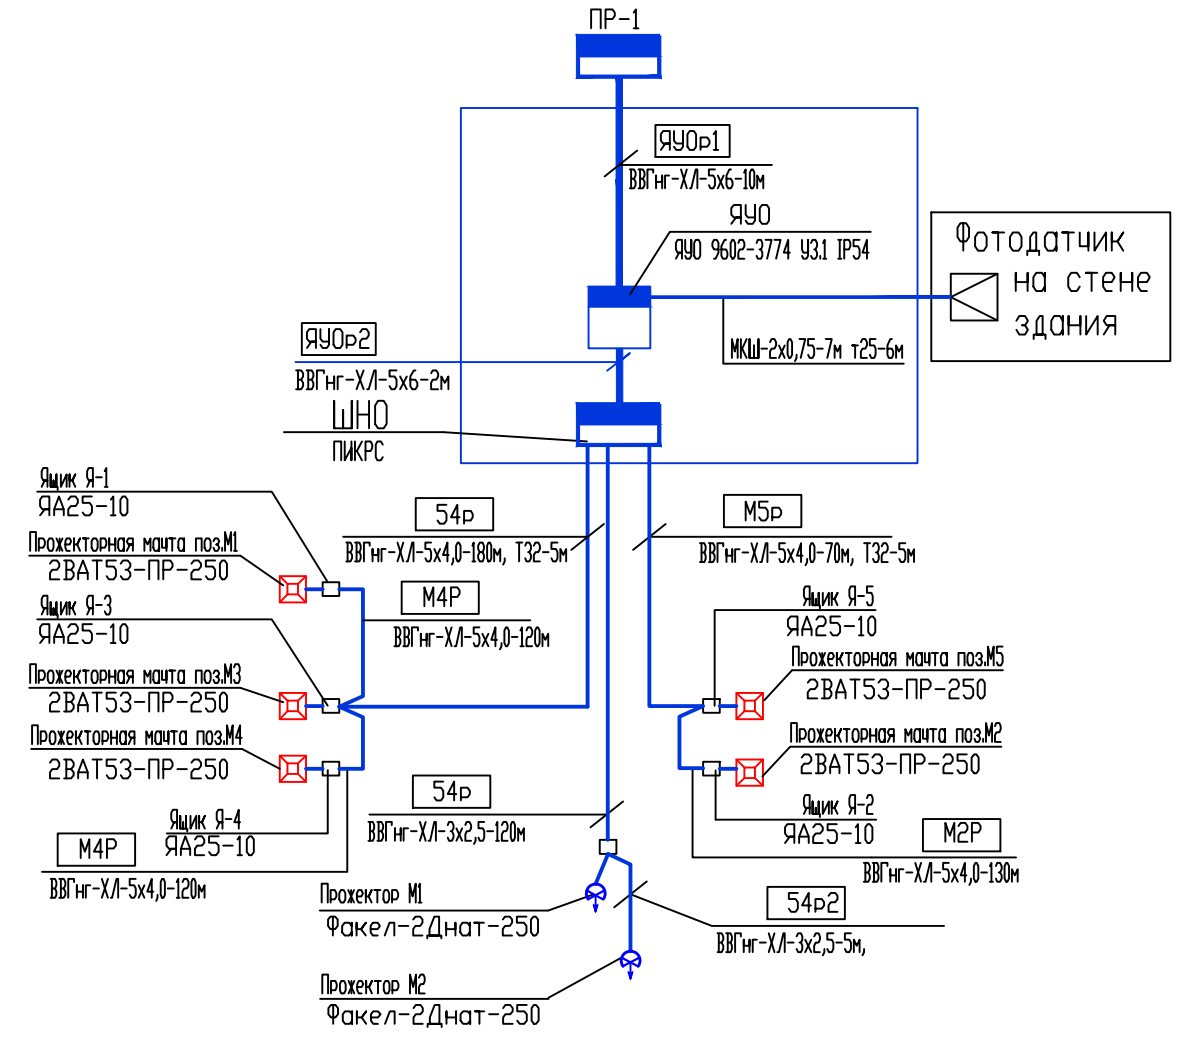 ПР-1
ЯУОр1
ВВГнг-ХЛ-5х6-10м
ЯУО
ЯУО 9602-3774 У3.1 IP54
Фотодатчик
на стене
здания
ЯУОр2
МКШ-2х0,75-7м т25-6м
ВВГнг-ХЛ-5х6-2м
ШНО
ПИКРС
Ящик Я-1
ЯА25-10
54р
М5р
Прожекторная мачта поз.М1
ВВГнг-ХЛ-5х4,0-180м, Т32-5м
ВВГнг-ХЛ-5х4,0-70м, Т32-5м
2ВАТ53-ПР-250
Ящик Я-3
М4Р
Ящик Я-5
ЯА25-10
ВВГнг-ХЛ-5х4,0-120м
ЯА25-10
Прожекторная мачта поз.М3
Прожекторная мачта поз.М5
2ВАТ53-ПР-250
2ВАТ53-ПР-250
Прожекторная мачта поз.М4
Прожекторная мачта поз.М2
2ВАТ53-ПР-250
2ВАТ53-ПР-250
54р
Ящик Я-4
Ящик Я-2
ЯА25-10
ВВГнг-ХЛ-3х2,5-120м
ЯА25-10
М4Р
М2Р
ВВГнг-ХЛ-5х4,0-120м
ВВГнг-ХЛ-5х4,0-130м
Прожектор М1
54р2
Факел-2Днат-250
ВВГнг-ХЛ-3х2,5-5м,
Прожектор М2
Факел-2Днат-250